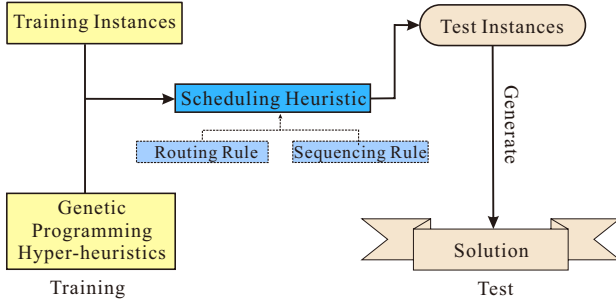 Training Instances
Test Instances
Scheduling Heuristic
Generate
Routing Rule
Sequencing Rule
Genetic
Programming
Hyper-heuristics
Solution
Training
Test